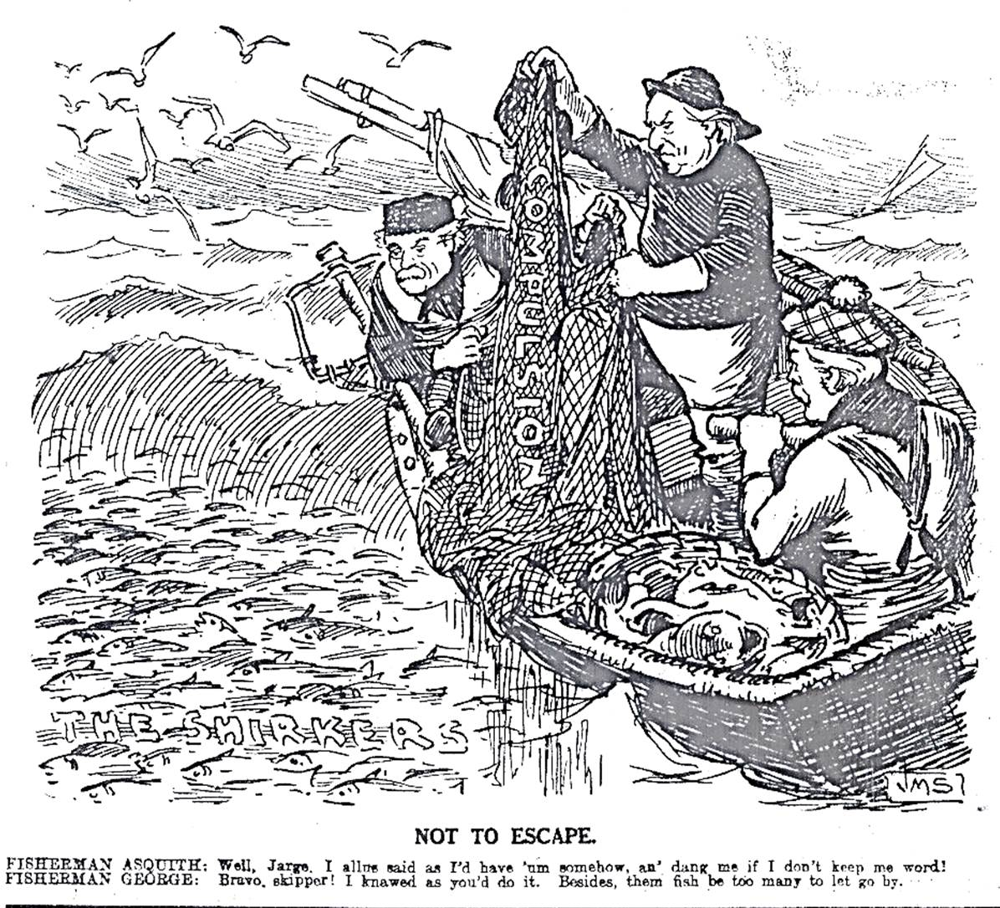 COMPULSION
THE SHIRKERS
JMS
NOT TO ESCAPE.
FISHERMAN ASQUITH: Well, Jarge, I allus said as I'd have 'um somehow, an' dang me if I don't keep me word!
FISHERMAN GEORGE: Bravo, skipper! I knawed as you'd do it. Besides, them fish be too many to let go by.